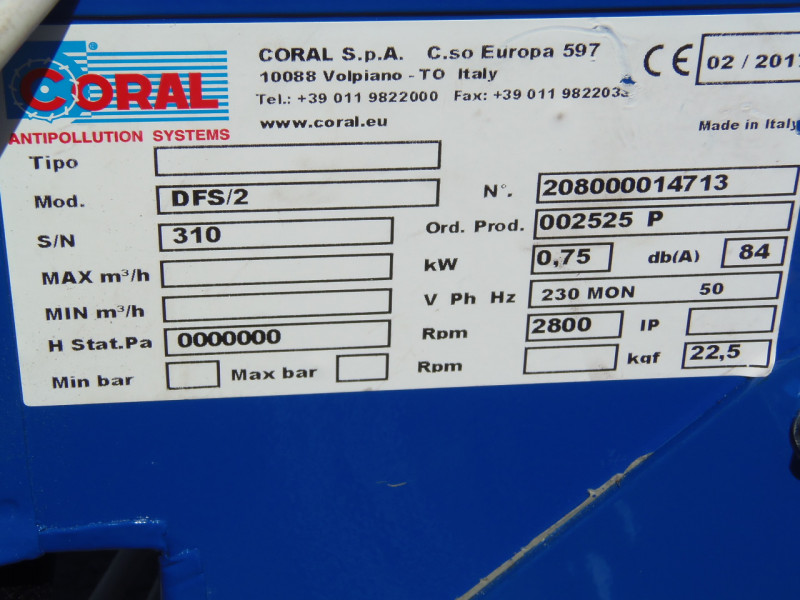 CORAL
ANTIPOLLUTION SYSTEMS
CORAL S.p.A. C.so Europa 597
10088 Volpiano - TO Italy
Tel.: +39 011 9822000 Fax: +39 011 982203
www.coral.eu
CE 02 / 201
Made in Italy
Tipo
Mod. DFS/2
S/N 310
MAX m³/h
MIN m³/h
H Stat.Pa 0000000
Min bar Max bar
N°. 208000014713
Ord. Prod. 002525 P
kW 0,75 db(A) 84
V Ph Hz 230 MON 50
Rpm 2800 IP
Rpm kgf 22,5